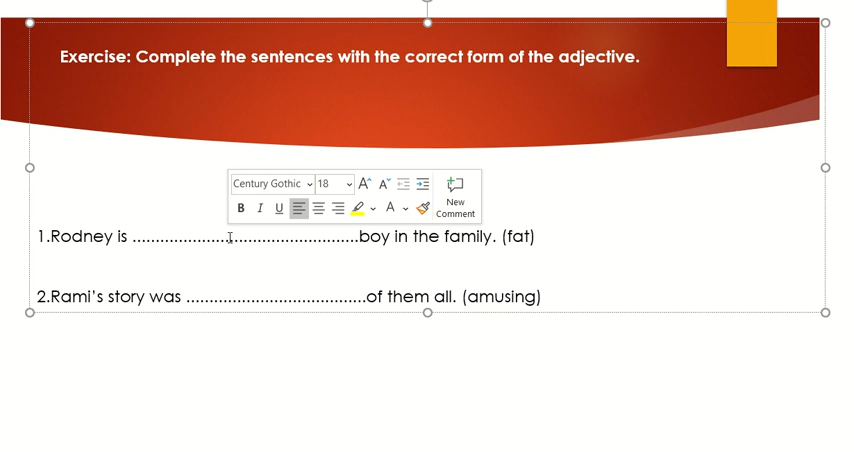 Exercise: Complete the sentences with the correct form of the adjective.
Century Gothic 18 A A
B I U A New
Comment
1.Rodney is .................................................boy in the family. (fat)
2.Rami’s story was .......................................of them all. (amusing)